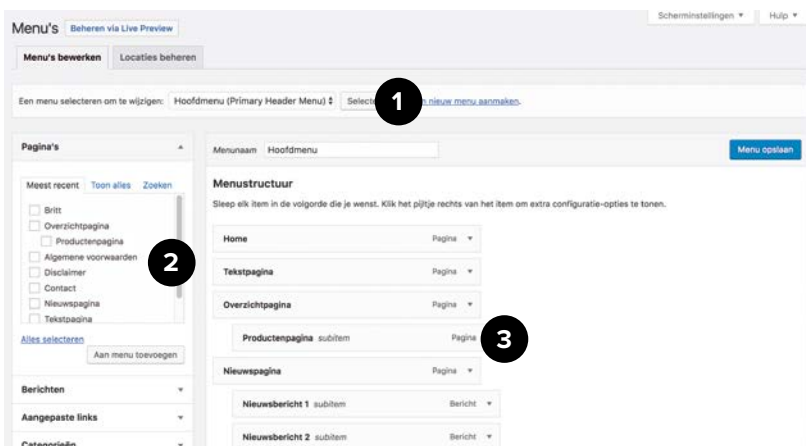 Scherminstellingen Hulp
Menu's Beheren via Live Preview
Menu's bewerken Locaties beheren
Een menu selecteren om te wijzigen: Hoofdmenu (Primary Header Menu) nieuw menu aanmaken.
1
Pagina's
Menunaam Hoofdmenu Menu opslaan
Meest recent Toon alles Zoeken
Britt
Overzichtpagina
Productenpagina
Algemene voorwaarden
Disclaimer
Contact
Nieuwspagina
Tekstpagina
2
Alles selecteren
Aan menu toevoegen
Berichten
Aangepaste links
Categorieën
Menustructuur
Sleep elk item in de volgorde die je wenst. Klik het pijltje rechts van het item om extra configuratie-opties te tonen.
Home Pagina
Tekstpagina Pagina
Overzichtpagina Pagina
Productenpagina subitem Pagina
3
Nieuwspagina Pagina
Nieuwsbericht 1 subitem Bericht
Nieuwsbericht 2 subitem Bericht